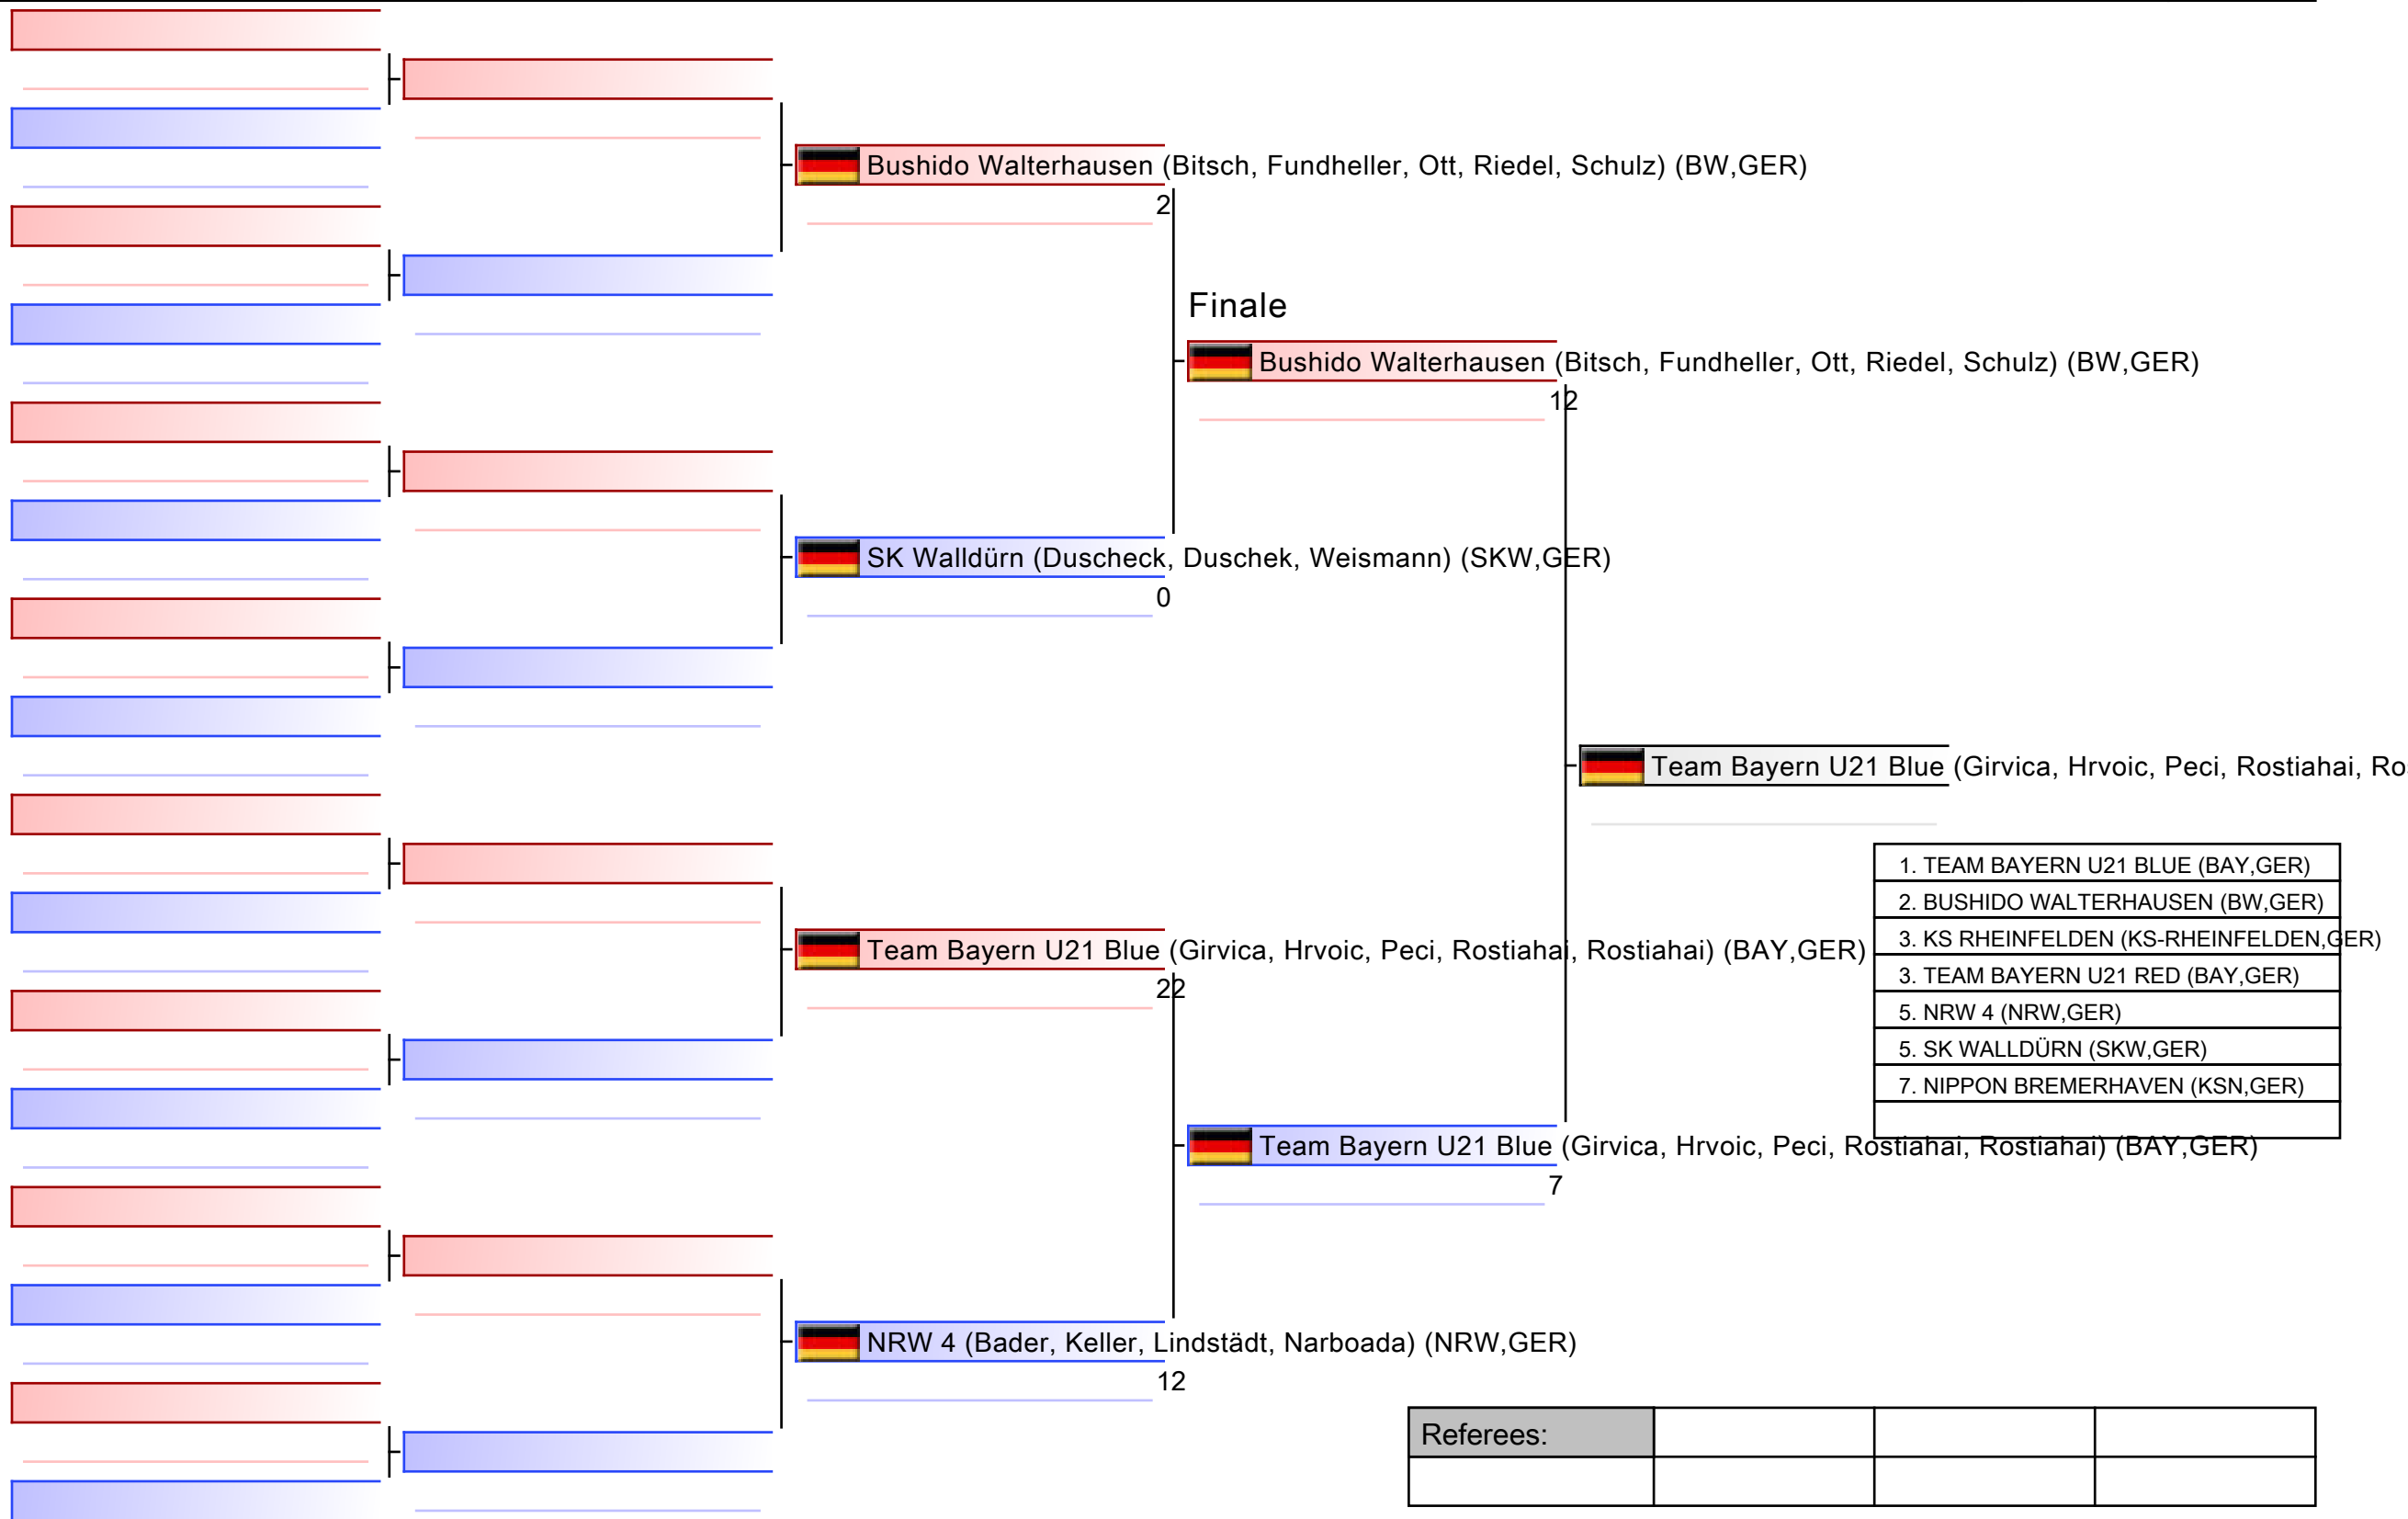 Bushido Walterhausen (Bitsch, Fundheller, Ott, Riedel, Schulz) (BW,GER)
2
Finale
Bushido Walterhausen (Bitsch, Fundheller, Ott, Riedel, Schulz) (BW,GER)
12
SK Walldürn (Duscheck, Duschek, Weismann) (SKW,GER)
0
Team Bayern U21 Blue (Girvica, Hrvoic, Peci, Rostiahai, Ro
1. TEAM BAYERN U21 BLUE (BAY,GER)
2. BUSHIDO WALTERHAUSEN (BW,GER)
3. KS RHEINFELDEN (KS-RHEINFELDEN,GER)
3. TEAM BAYERN U21 RED (BAY,GER)
5. NRW 4 (NRW,GER)
5. SK WALLDÜRN (SKW,GER)
7. NIPPON BREMERHAVEN (KSN,GER)
Team Bayern U21 Blue (Girvica, Hrvoic, Peci, Rostiahai, Rostiahai) (BAY,GER)
22
Team Bayern U21 Blue (Girvica, Hrvoic, Peci, Rostiahai, Rostiahai) (BAY,GER)
7
NRW 4 (Bader, Keller, Lindstädt, Narboada) (NRW,GER)
12
Referees: